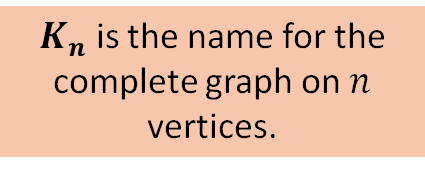 Kₙ is the name for the
complete graph on n
vertices.